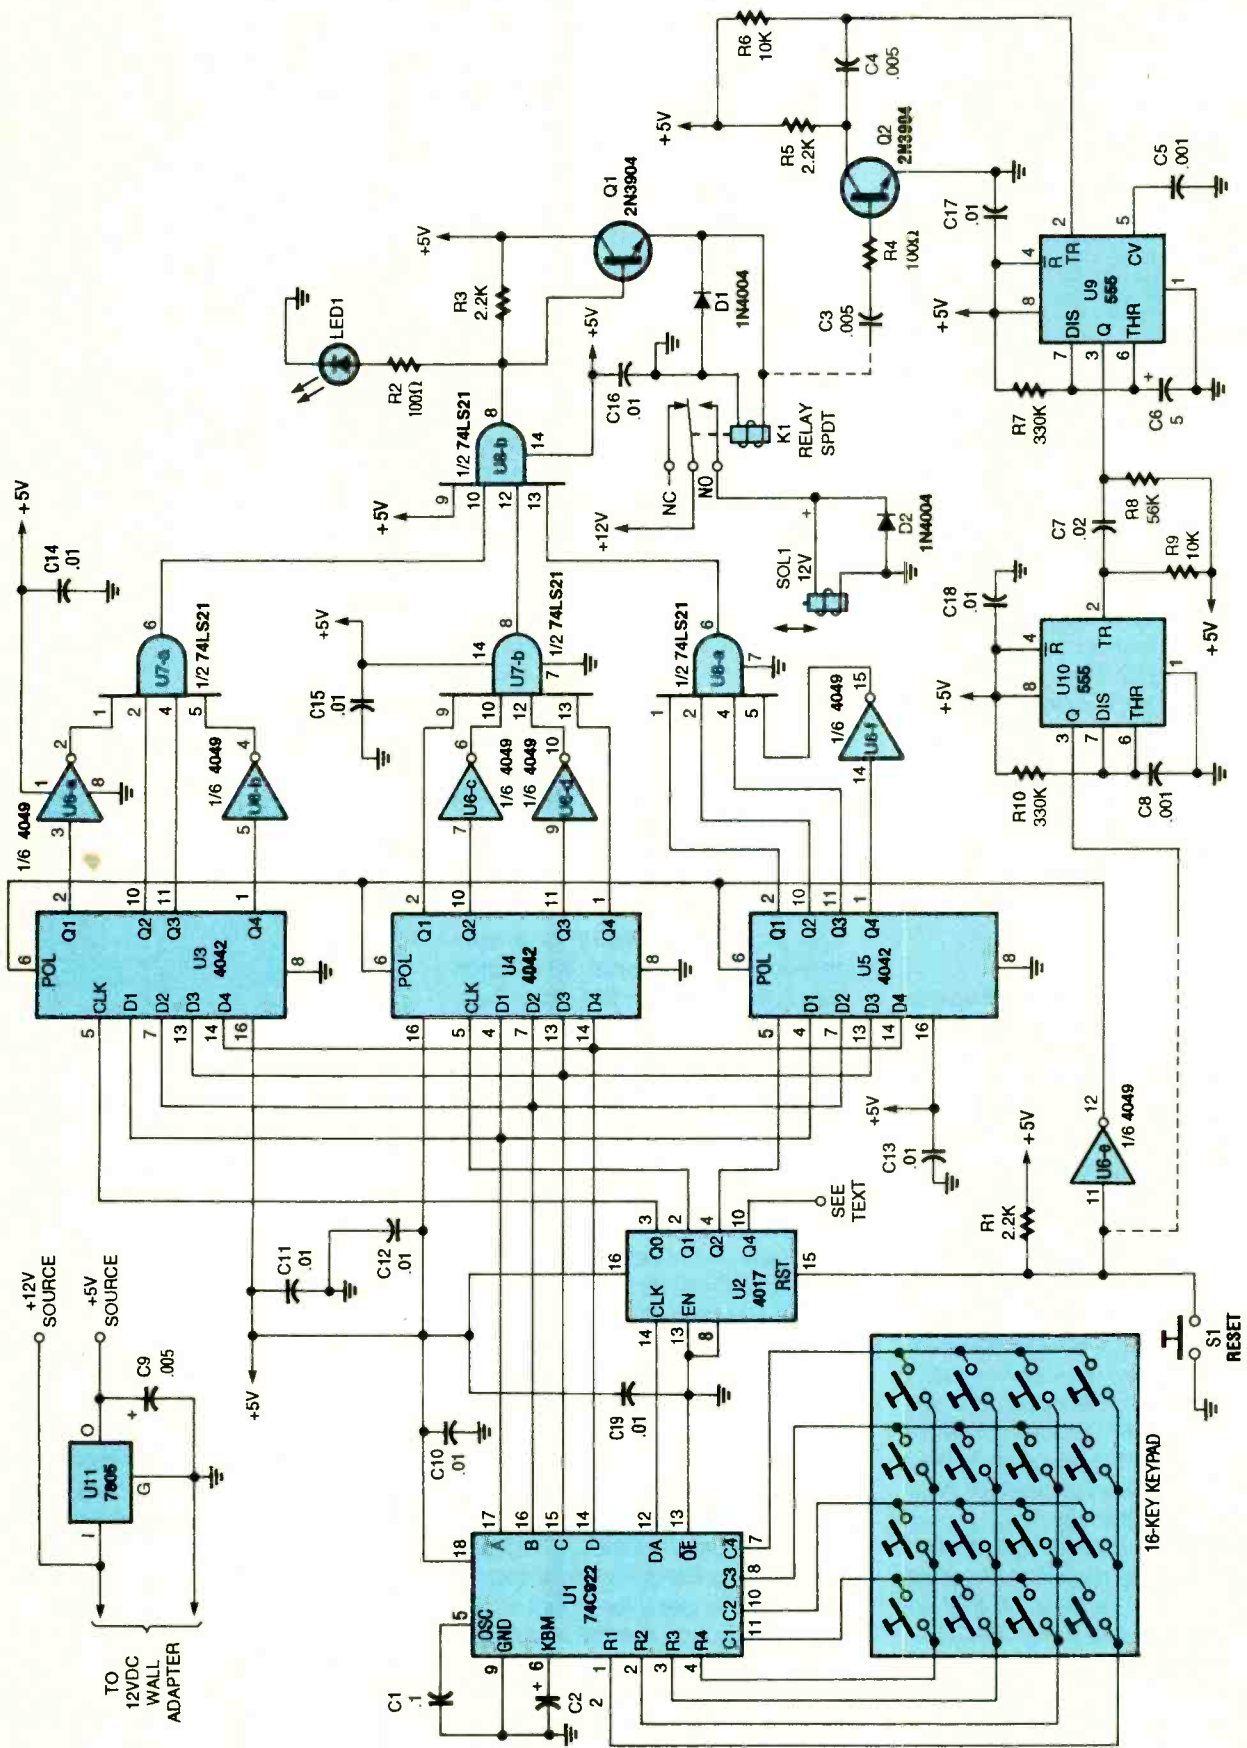 TO
12VDC
WALL
ADAPTER
I
U11
7805
O
G
+
C9
.005
+12V
SOURCE
+5V
SOURCE
+5V
C11
.01
C12
.01
C10
.01
C19
.01
C1
.1
C2
2
+
5
9
6
18
OSC
GND
KBM
U1
74C922
A
B
C
D
DA
OE
17
16
15
14
12
13
R1
R2
R3
R4
1
2
3
4
C1
C2
C3
C4
11
10
8
7
16-KEY KEYPAD
S1
RESET
R1
2.2K
+5V
16
14
13
8
CLK
EN
U2
4017
RST
15
Q0
Q1
Q2
Q4
3
2
4
10
SEE
TEXT
6
POL
5
CLK
D1
7
D2
13
D3
14
D4
16
U3
4042
Q1
Q2
Q3
Q4
2
10
11
1
8
6
POL
16
5
CLK
4
D1
7
D2
13
D3
14
D4
U4
4042
Q1
Q2
Q3
Q4
2
10
11
1
8
6
POL
5
4
D1
7
D2
13
D3
14
D4
16
U5
4042
Q1
Q2
Q3
Q4
2
10
11
1
8
+5V
C13
.01
11
U6-e
12
1/6 4049
1/6 4049
3
U6-a
1
2
8
5
U6-b
4
1/6 4049
7
U6-c
6
1/6 4049
9
U6-d
10
1/6 4049
14
U6-f
15
1/6 4049
+5V
C14
.01
1
2
4
5
U7-a
6
1/2 74LS21
+5V
C15
.01
9
10
12
13
U7-b
14
7
8
1/2 74LS21
1
2
4
5
U8-a
7
6
1/2 74LS21
+5V
9
10
12
13
U8-b
14
8
1/2 74LS21
LED1
R2
100Ω
R3
2.2K
+5V
Q1
2N3904
C16
.01
+5V
D1
1N4004
K1
RELAY
SPDT
NC
NO
+12V
SOL1
12V
+
D2
1N4004
C3
.005
R4
100Ω
Q2
2N3904
R5
2.2K
+5V
R6
10K
C4
.005
C17
.01
+5V
8
4
R
TR
2
DIS
7
Q
3
THR
6
U9
555
CV
5
1
C5
.001
R7
330K
C6
5
+
C7
.02
R8
56K
R9
10K
+5V
C18
.01
+5V
8
4
R
TR
2
U10
555
Q
3
DIS
7
THR
6
1
R10
330K
C8
.001